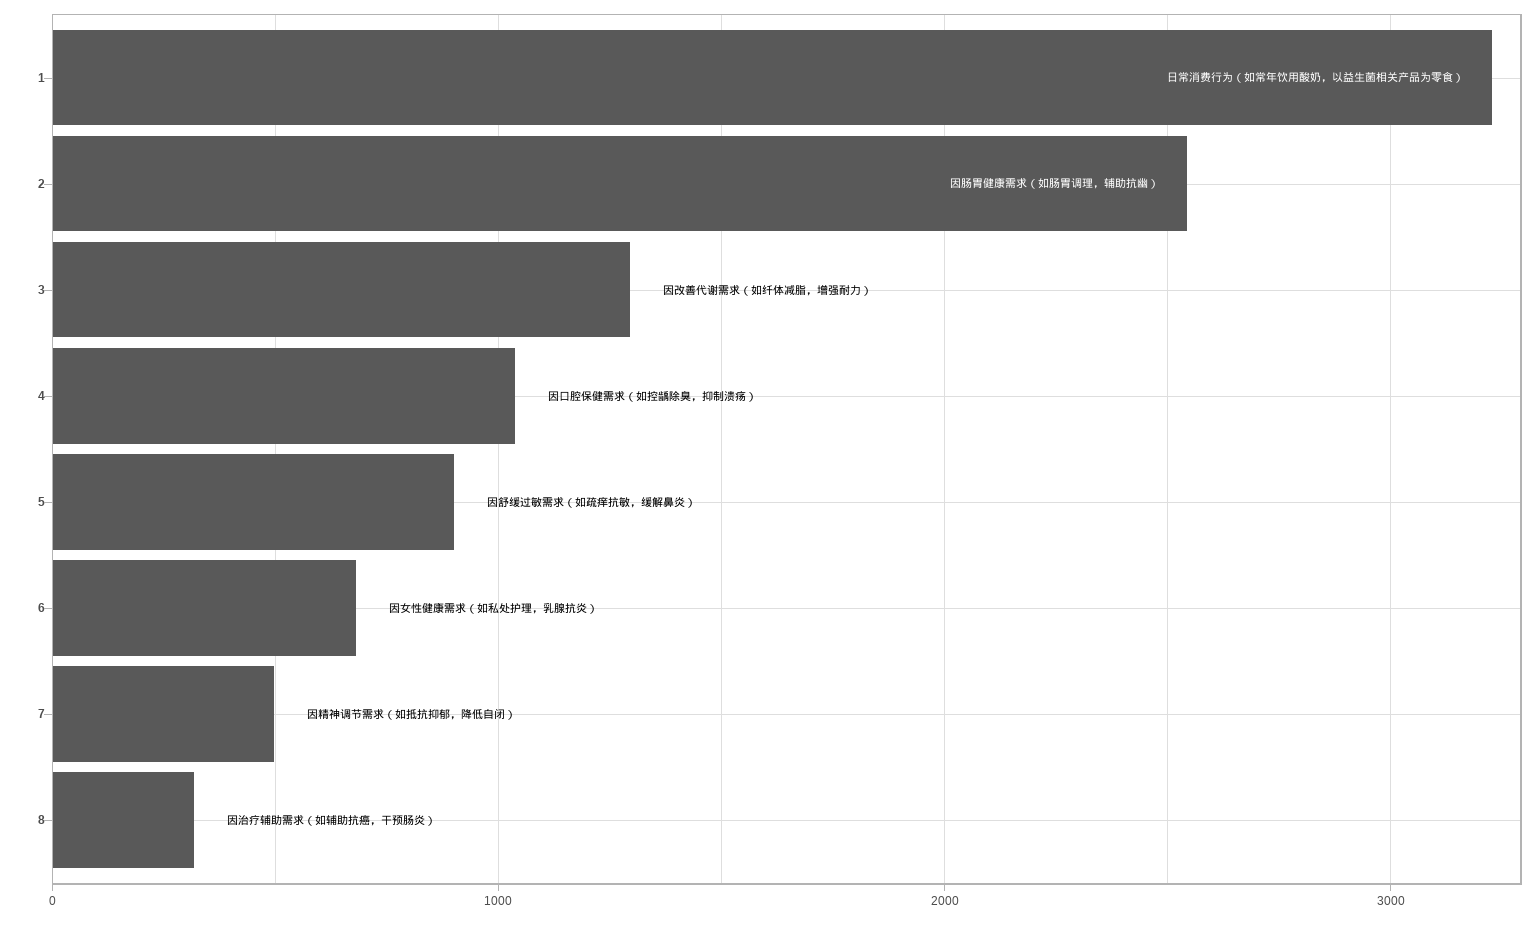 1 日常消费行为（如常年饮用酸奶，以益生菌相关产品为零食）
2 因肠胃健康需求（如肠胃调理，辅助抗幽）
3 因改善代谢需求（如纤体减脂，增强耐力）
4 因口腔保健需求（如控龋除臭，抑制溃疡）
5 因舒缓过敏需求（如疏痒抗敏，缓解鼻炎）
6 因女性健康需求（如私处护理，乳腺抗炎）
7 因精神调节需求（如抵抗抑郁，降低自闭）
8 因治疗辅助需求（如辅助抗癌，干预肠炎）
0 1000 2000 3000